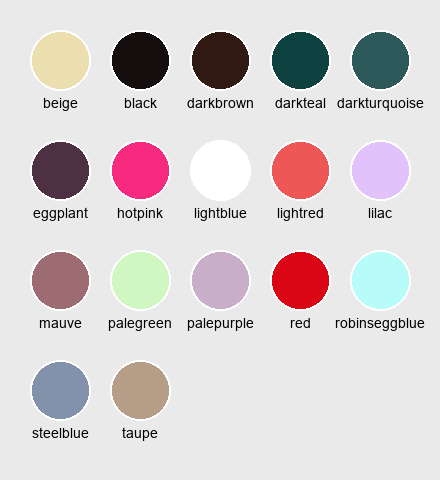 beige black darkbrown darkteal darkturquoise
eggplant hotpink lightblue lightred lilac
mauve palegreen palepurple red robinseggblue
steelblue taupe